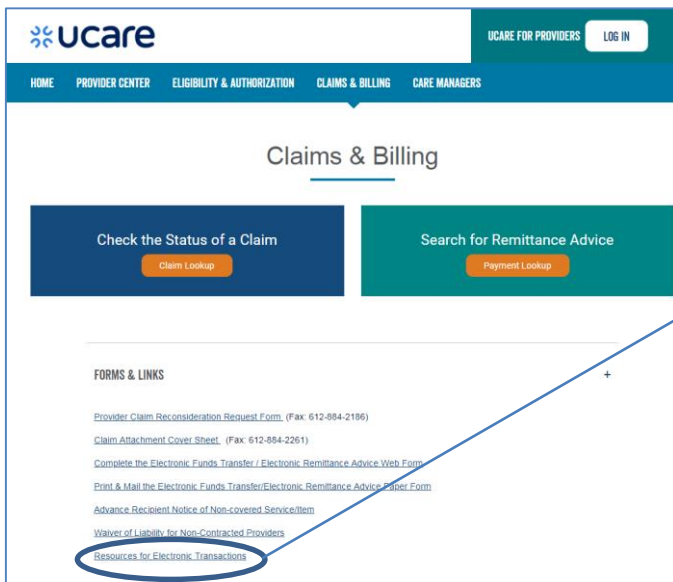 ucare
UCARE FOR PROVIDERS LOG IN
HOME PROVIDER CENTER ELIGIBILITY & AUTHORIZATION CLAIMS & BILLING CARE MANAGERS
Claims & Billing
Check the Status of a Claim
Claim Lookup
Search for Remittance Advice
Payment Lookup
FORMS & LINKS +
Provider Claim Reconsideration Request Form (Fax: 612-884-2186)
Claim Attachment Cover Sheet (Fax: 612-884-2261)
Complete the Electronic Funds Transfer / Electronic Remittance Advice Web Form
Print & Mail the Electronic Funds Transfer/Electronic Remittance Advice Paper Form
Advance Recipient Notice of Non-covered Service/Item
Waiver of Liability for Non-Contracted Providers
Resources for Electronic Transactions